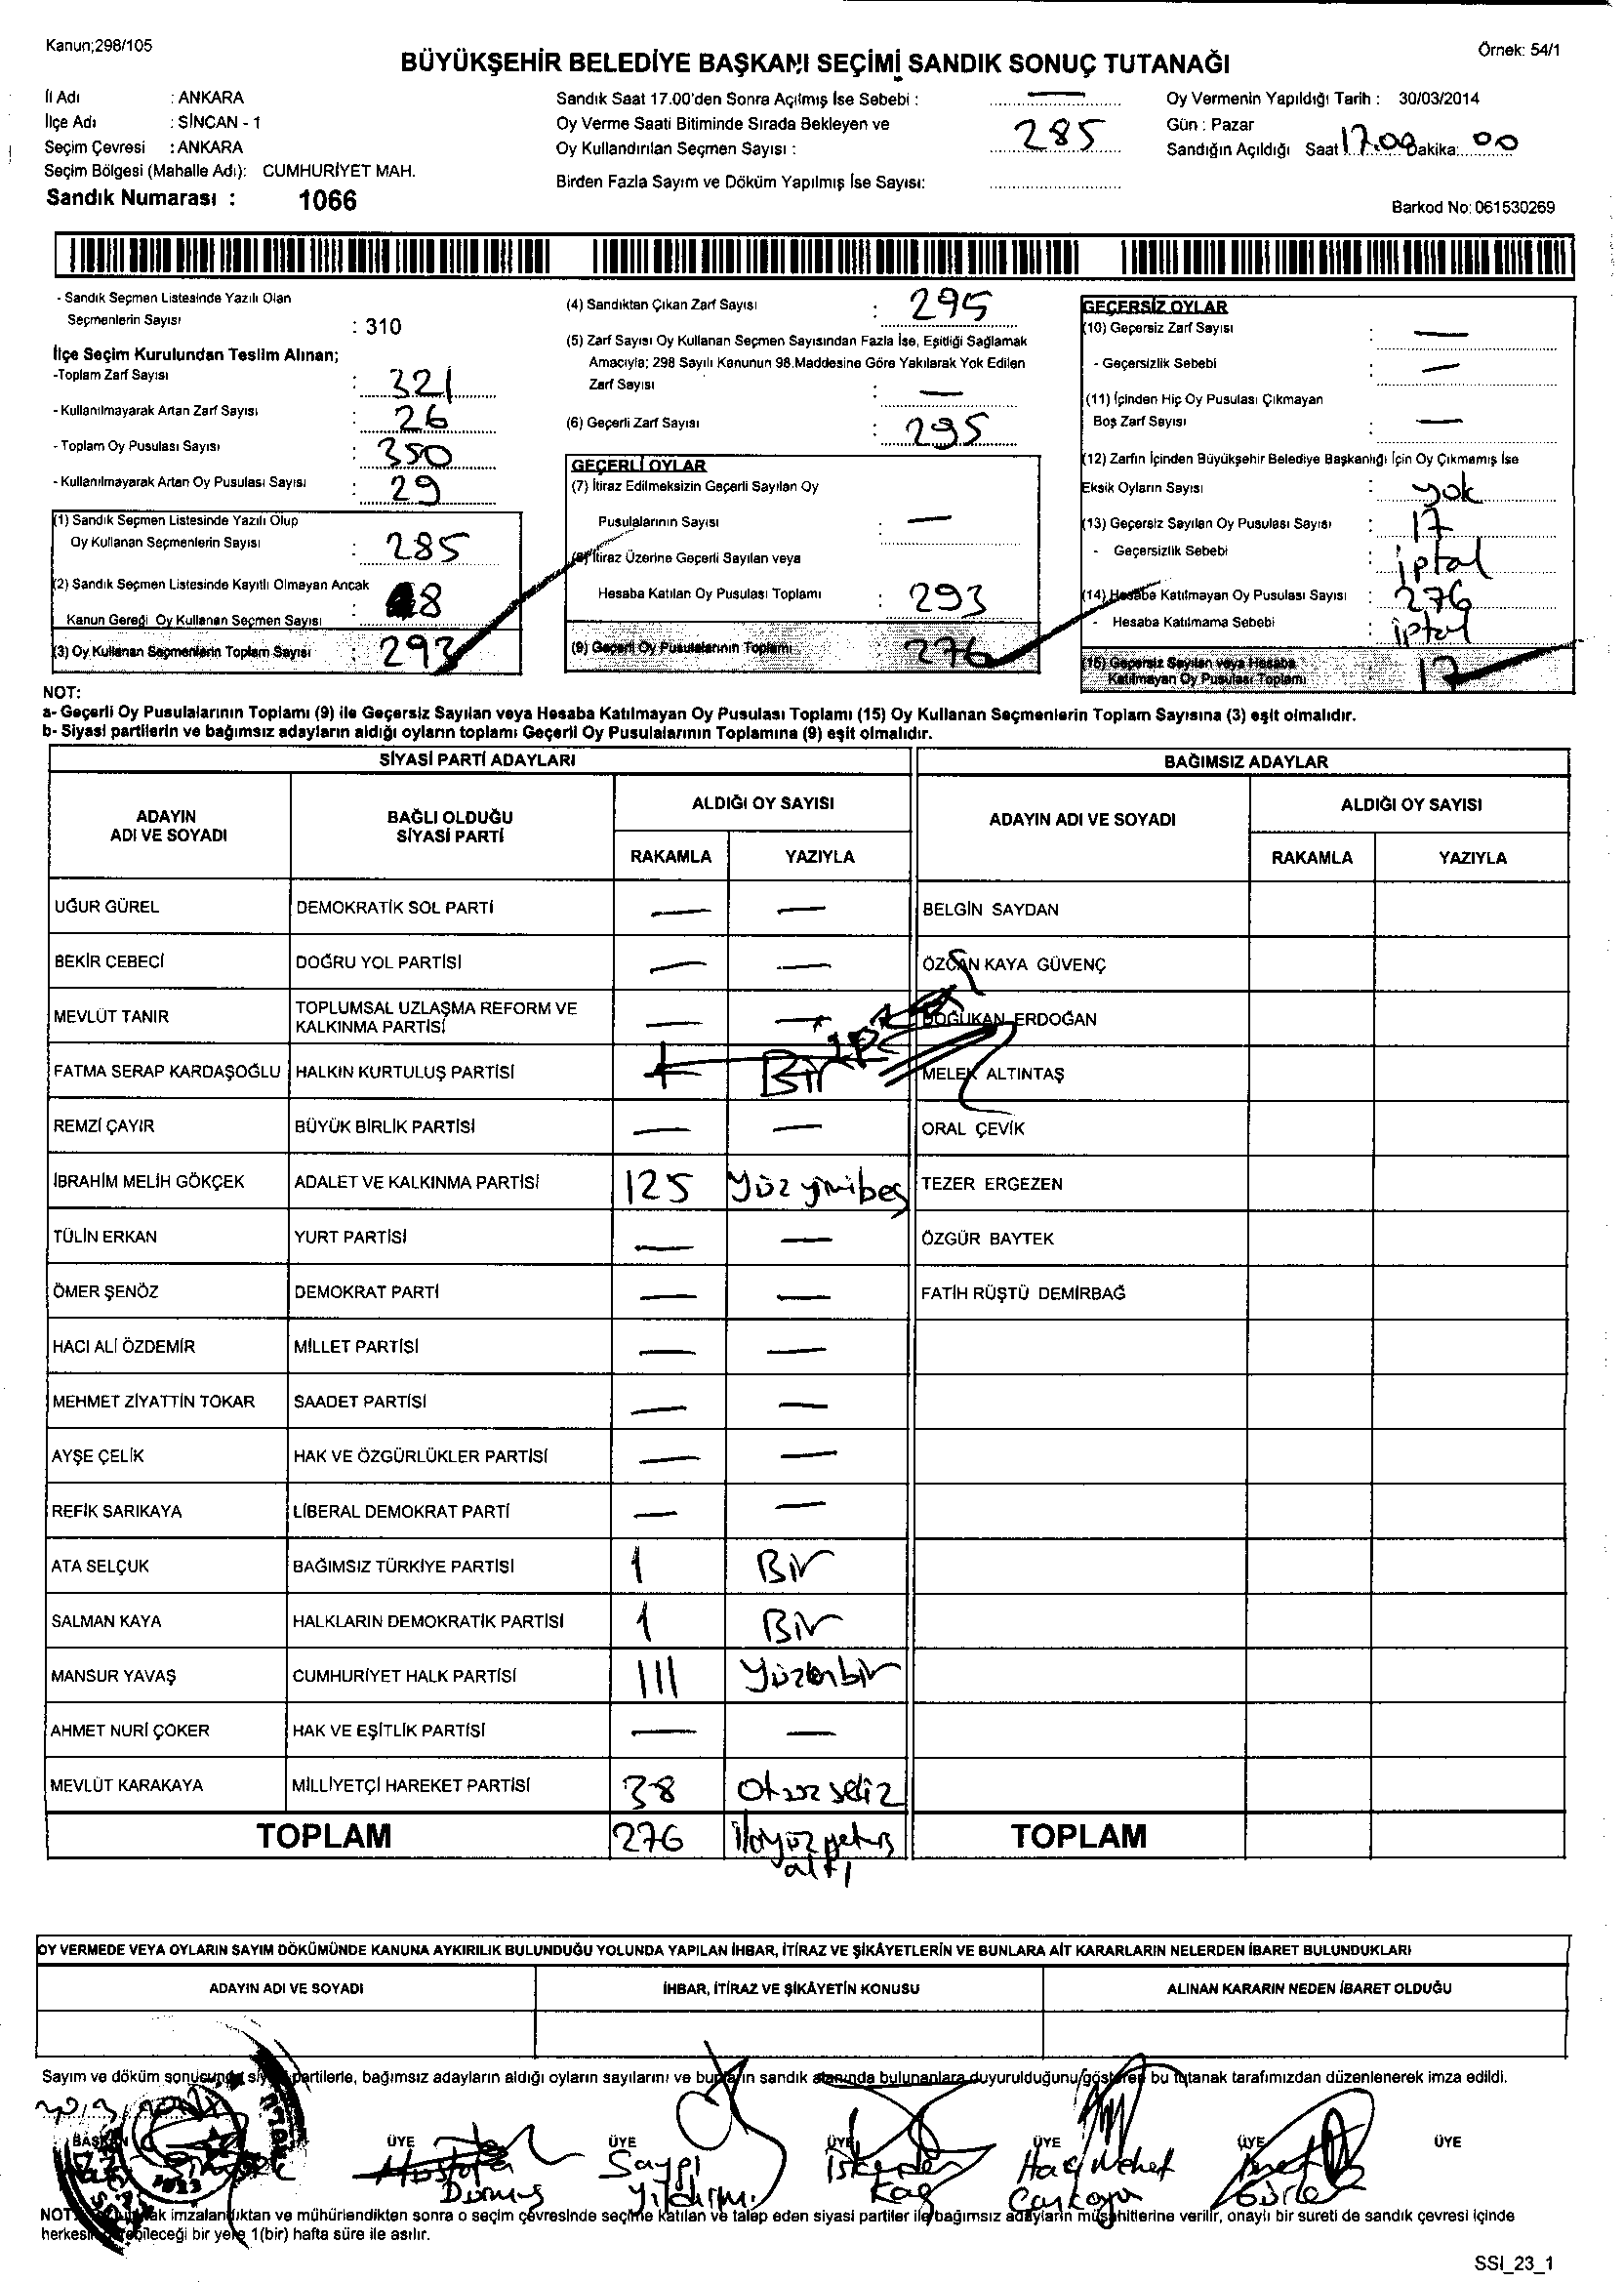 Kanun;298/105
Örnek: 54/1
BÜYÜKŞEHİR BELEDİYE BAŞKANI SEÇİMİ SANDIK SONUÇ TUTANAĞI
İl Adı : ANKARA
İlçe Adı : SİNCAN - 1
Seçim Çevresi : ANKARA
Seçim Bölgesi (Mahalle Adı): CUMHURİYET MAH.
Sandık Numarası : 1066
Sandık Saat 17.00'den Sonra Açılmış İse Sebebi : —
Oy Verme Saati Bitiminde Sırada Bekleyen ve
Oy Kullandırılan Seçmen Sayısı : 285
Birden Fazla Sayım ve Döküm Yapılmış İse Sayısı:
Oy Vermenin Yapıldığı Tarih : 30/03/2014
Gün : Pazar
Sandığın Açıldığı Saat 17.00 Dakika: 00
Barkod No: 061530269
- Sandık Seçmen Listesinde Yazılı Olan
Seçmenlerin Sayısı : 310
İlçe Seçim Kurulundan Teslim Alınan;
-Toplam Zarf Sayısı : 321
- Kullanılmayarak Artan Zarf Sayısı : 26
- Toplam Oy Pusulası Sayısı : 350
- Kullanılmayarak Artan Oy Pusulası Sayısı : 29
(1) Sandık Seçmen Listesinde Yazılı Olup
Oy Kullanan Seçmenlerin Sayısı : 285
(2) Sandık Seçmen Listesinde Kayıtlı Olmayan Ancak
Kanun Gereği Oy Kullanan Seçmen Sayısı : 8
(3) Oy Kullanan Seçmenlerin Toplam Sayısı : 293
(4) Sandıktan Çıkan Zarf Sayısı : 295
(5) Zarf Sayısı Oy Kullanan Seçmen Sayısından Fazla İse, Eşitliği Sağlamak
Amacıyla; 298 Sayılı Kanunun 98.Maddesine Göre Yakılarak Yok Edilen
Zarf Sayısı : —
(6) Geçerli Zarf Sayısı : 295
GEÇERLİ OYLAR
(7) İtiraz Edilmeksizin Geçerli Sayılan Oy
Pusulalarının Sayısı : —
(8) İtiraz Üzerine Geçerli Sayılan veya
Hesaba Katılan Oy Pusulası Toplamı : 293
(9) Geçerli Oy Pusulalarının Toplamı : 276
GEÇERSİZ OYLAR
(10) Geçersiz Zarf Sayısı : —
- Geçersizlik Sebebi : —
(11) İçinden Hiç Oy Pusulası Çıkmayan
Boş Zarf Sayısı : —
(12) Zarfın İçinden Büyükşehir Belediye Başkanlığı İçin Oy Çıkmamış İse
Eksik Oyların Sayısı : yok
(13) Geçersiz Sayılan Oy Pusulası Sayısı : 17
- Geçersizlik Sebebi : iptal
(14) Hesaba Katılmayan Oy Pusulası Sayısı : 276
- Hesaba Katılmama Sebebi : iptal
(15) Geçersiz Sayılan veya Hesaba
Katılmayan Oy Pusulası Toplamı 17
NOT:
a- Geçerli Oy Pusulalarının Toplamı (9) ile Geçersiz Sayılan veya Hesaba Katılmayan Oy Pusulası Toplamı (15) Oy Kullanan Seçmenlerin Toplam Sayısına (3) eşit olmalıdır.
b- Siyasi partilerin ve bağımsız adayların aldığı oyların toplamı Geçerli Oy Pusulalarının Toplamına (9) eşit olmalıdır.
SİYASİ PARTİ ADAYLARI
ADAYIN ADI VE SOYADI
BAĞLI OLDUĞU SİYASİ PARTİ
ALDIĞI OY SAYISI
RAKAMLA YAZIYLA
UĞUR GÜREL DEMOKRATİK SOL PARTİ — —
BEKİR CEBECİ DOĞRU YOL PARTİSİ — —
MEVLÜT TANIR TOPLUMSAL UZLAŞMA REFORM VE KALKINMA PARTİSİ — —
FATMA SERAP KARDAŞOĞLU HALKIN KURTULUŞ PARTİSİ Bir
REMZİ ÇAYIR BÜYÜK BİRLİK PARTİSİ — —
İBRAHİM MELİH GÖKÇEK ADALET VE KALKINMA PARTİSİ 125 yüzyirmibeş
TÜLİN ERKAN YURT PARTİSİ — —
ÖMER ŞENÖZ DEMOKRAT PARTİ — —
HACI ALİ ÖZDEMİR MİLLET PARTİSİ — —
MEHMET ZİYATTİN TOKAR SAADET PARTİSİ — —
AYŞE ÇELİK HAK VE ÖZGÜRLÜKLER PARTİSİ — —
REFİK SARIKAYA LİBERAL DEMOKRAT PARTİ — —
ATA SELÇUK BAĞIMSIZ TÜRKİYE PARTİSİ 1 Bir
SALMAN KAYA HALKLARIN DEMOKRATİK PARTİSİ 1 Bir
MANSUR YAVAŞ CUMHURİYET HALK PARTİSİ 111 yüzonbir
AHMET NURİ ÇOKER HAK VE EŞİTLİK PARTİSİ — —
MEVLÜT KARAKAYA MİLLİYETÇİ HAREKET PARTİSİ 38 Otuz sekiz
TOPLAM 276 ikiyüz yetmiş altı
BAĞIMSIZ ADAYLAR
ADAYIN ADI VE SOYADI
ALDIĞI OY SAYISI
RAKAMLA YAZIYLA
BELGİN SAYDAN
ÖZCAN KAYA GÜVENÇ
DOĞUKAN ERDOĞAN
MELEK ALTINTAŞ
ORAL ÇEVİK
TEZER ERGEZEN
ÖZGÜR BAYTEK
FATİH RÜŞTÜ DEMİRBAĞ
TOPLAM
OY VERMEDE VEYA OYLARIN SAYIM DÖKÜMÜNDE KANUNA AYKIRILIK BULUNDUĞU YOLUNDA YAPILAN İHBAR, İTİRAZ VE ŞİKÂYETLERİN VE BUNLARA AİT KARARLARIN NELERDEN İBARET BULUNDUKLARI
ADAYIN ADI VE SOYADI İHBAR, İTİRAZ VE ŞİKÂYETİN KONUSU ALINAN KARARIN NEDEN İBARET OLDUĞU
Sayım ve döküm sonucunda siyasi partilerle, bağımsız adayların aldığı oyların sayılarını ve bunların sandık alanında bulunanlara duyurulduğunu gösteren bu tutanak tarafımızdan düzenlenerek imza edildi.
BAŞKAN ÜYE ÜYE ÜYE ÜYE ÜYE ÜYE
Mustafa Durmuş
Saygı Yıldırım
İskender
Hacı Mehmet
NOT: imzalandıktan ve mühürlendikten sonra o seçim çevresinde seçime katılan ve talep eden siyasi partiler ile bağımsız adayların müşahitlerine verilir, onaylı bir sureti de sandık çevresi içinde
herkesin görebileceği bir yere 1(bir) hafta süre ile asılır.
SSI_23_1